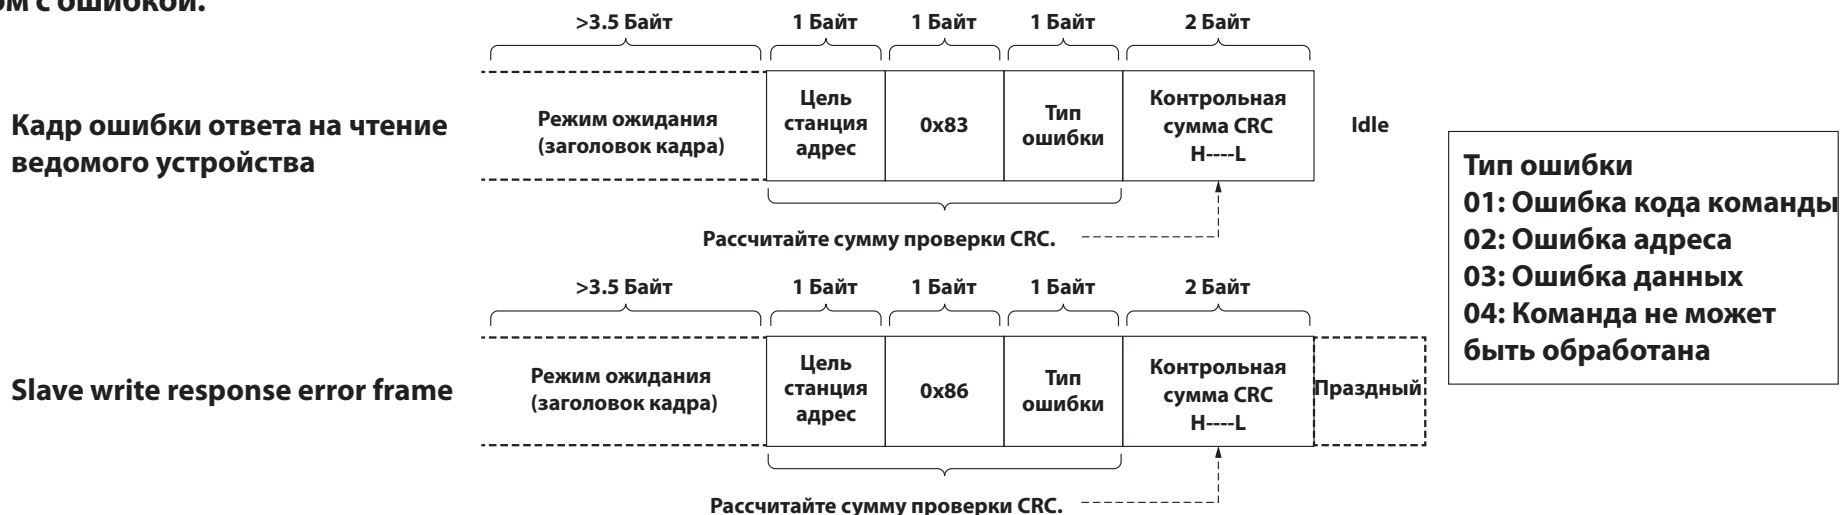 ом с ошибкой.
>3.5 Байт 1 Байт 1 Байт 1 Байт 2 Байт
Кадр ошибки ответа на чтение
ведомого устройства
Режим ожидания
(заголовок кадра)
Цель
станция
адрес
0x83
Тип
ошибки
Контрольная
сумма CRC
H----L
Idle
Рассчитайте сумму проверки CRC.
>3.5 Байт 1 Байт 1 Байт 1 Байт 2 Байт
Slave write response error frame
Режим ожидания
(заголовок кадра)
Цель
станция
адрес
0x86
Тип
ошибки
Контрольная
сумма CRC
H----L
Праздный
Рассчитайте сумму проверки CRC.
Тип ошибки
01: Ошибка кода команды
02: Ошибка адреса
03: Ошибка данных
04: Команда не может
быть обработана